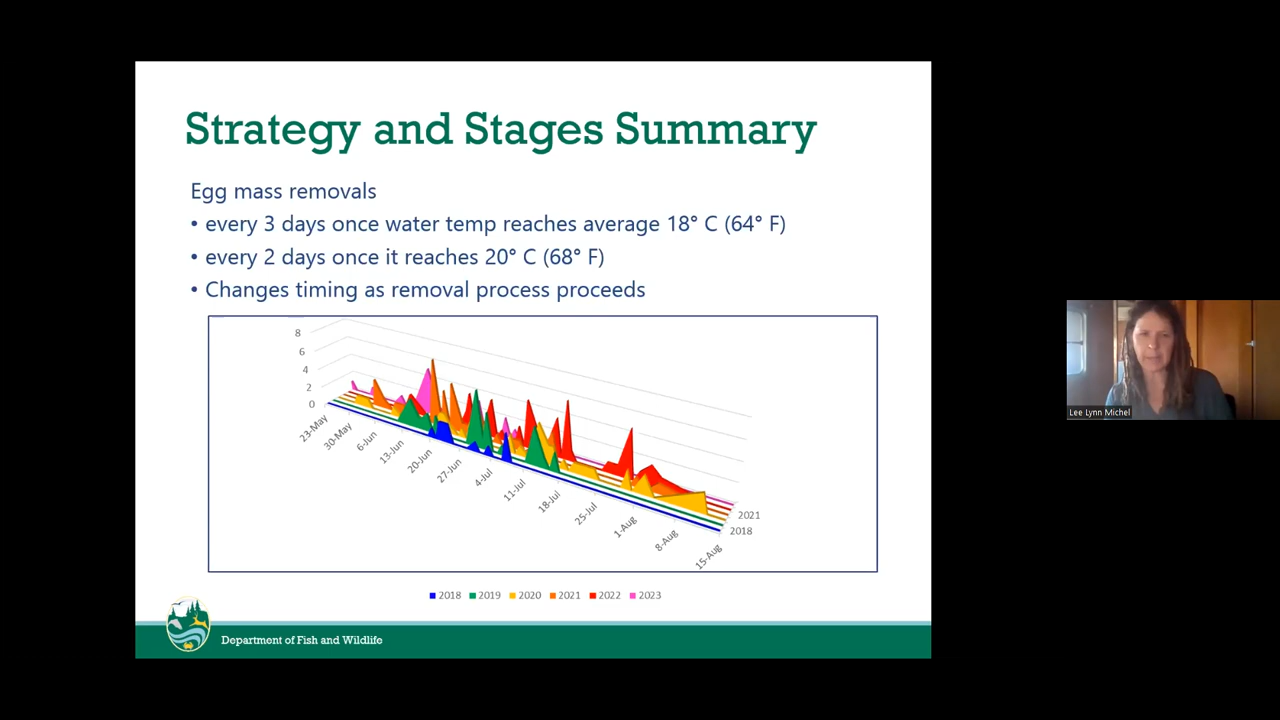 Strategy and Stages Summary
Egg mass removals
• every 3 days once water temp reaches average 18° C (64° F)
• every 2 days once it reaches 20° C (68° F)
• Changes timing as removal process proceeds
8
6
4
2
0
23-May
30-May
6-Jun
13-Jun
20-Jun
27-Jun
4-Jul
11-Jul
18-Jul
25-Jul
1-Aug
8-Aug
15-Aug
2021
2018
2018 2019 2020 2021 2022 2023
Department of Fish and Wildlife
Lee Lynn Michel